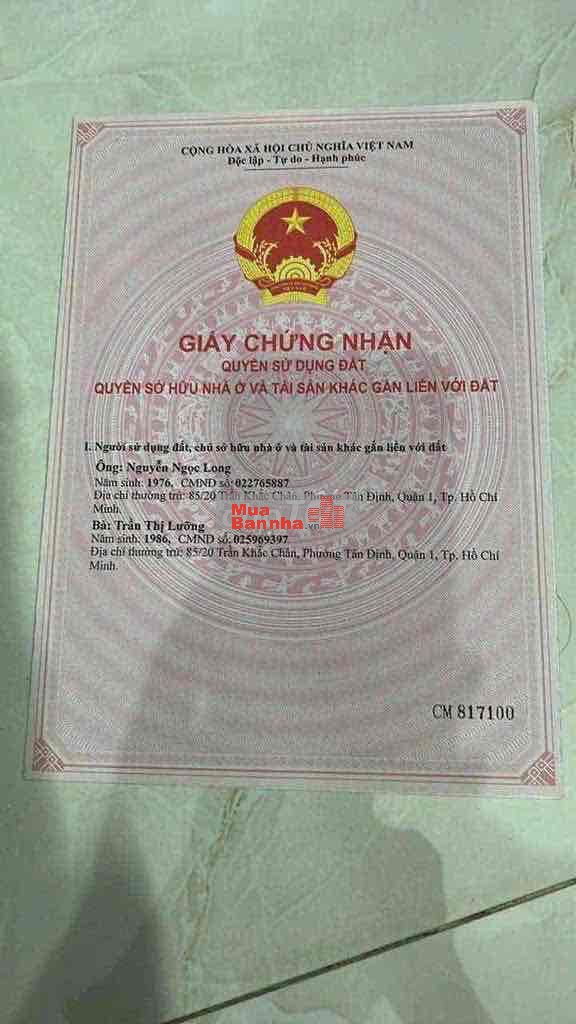 CỘNG HÒA XÃ HỘI CHỦ NGHĨA VIỆT NAM
Độc lập - Tự do - Hạnh phúc
GIẤY CHỨNG NHẬN
QUYỀN SỬ DỤNG ĐẤT
QUYỀN SỞ HỮU NHÀ Ở VÀ TÀI SẢN KHÁC GẮN LIỀN VỚI ĐẤT
I. Người sử dụng đất, chủ sở hữu nhà ở và tài sản khác gắn liền với đất
Ông: Nguyễn Ngọc Long
Năm sinh: 1976, CMND số: 022765887
Địa chỉ thường trú: 85/20 Trần Khắc Chân, Phường Tân Định, Quận 1, Tp. Hồ Chí
Minh.
Mua
Bannha.vn
Bà: Trần Thị Lưỡng
Năm sinh: 1986, CMND số: 025969397
Địa chỉ thường trú: 85/20 Trần Khắc Chân, Phường Tân Định, Quận 1, Tp. Hồ Chí
Minh.
CM 817100